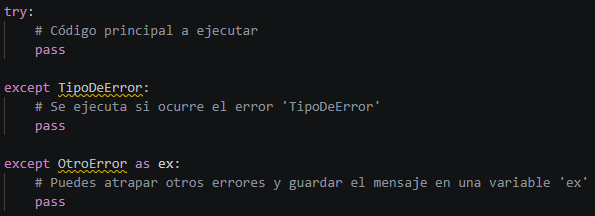 try:
# Código principal a ejecutar
pass
except TipoDeError:
# Se ejecuta si ocurre el error 'TipoDeError'
pass
except OtroError as ex:
# Puedes atrapar otros errores y guardar el mensaje en una variable 'ex'
pass